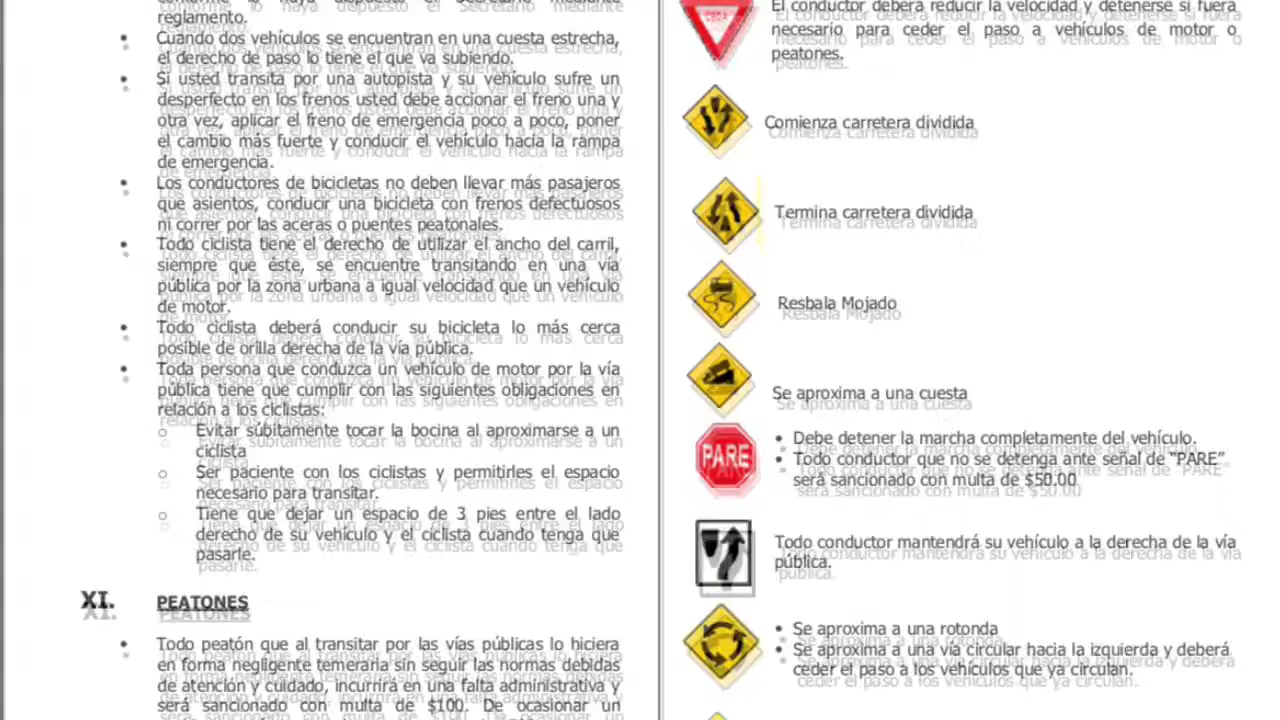 conforme lo haya dispuesto el Secretario mediante
reglamento.
• Cuando dos vehículos se encuentran en una cuesta estrecha,
el derecho de paso lo tiene el que va subiendo.
• Si usted transita por una autopista y su vehículo sufre un
desperfecto en los frenos usted debe accionar el freno una y
otra vez, aplicar el freno de emergencia poco a poco, poner
el cambio más fuerte y conducir el vehículo hacia la rampa
de emergencia.
• Los conductores de bicicletas no deben llevar más pasajeros
que asientos, conducir una bicicleta con frenos defectuosos
ni correr por las aceras o puentes peatonales.
• Todo ciclista tiene el derecho de utilizar el ancho del carril,
siempre que éste, se encuentre transitando en una vía
pública por la zona urbana a igual velocidad que un vehículo
de motor.
• Todo ciclista deberá conducir su bicicleta lo más cerca
posible de orilla derecha de la vía pública.
• Toda persona que conduzca un vehículo de motor por la vía
pública tiene que cumplir con las siguientes obligaciones en
relación a los ciclistas:
o Evitar súbitamente tocar la bocina al aproximarse a un
ciclista
o Ser paciente con los ciclistas y permitirles el espacio
necesario para transitar.
o Tiene que dejar un espacio de 3 pies entre el lado
derecho de su vehículo y el ciclista cuando tenga que
pasarle.
XI. PEATONES
• Todo peatón que al transitar por las vías públicas lo hiciera
en forma negligente temeraria sin seguir las normas debidas
de atención y cuidado, incurrirá en una falta administrativa y
será sancionado con multa de $100. De ocasionar un
El conductor deberá reducir la velocidad y detenerse si fuera
necesario para ceder el paso a vehículos de motor o
peatones.
Comienza carretera dividida
Termina carretera dividida
Resbala Mojado
Se aproxima a una cuesta
PARE
• Debe detener la marcha completamente del vehículo.
• Todo conductor que no se detenga ante señal de “PARE”
será sancionado con multa de $50.00
Todo conductor mantendrá su vehículo a la derecha de la vía
pública.
• Se aproxima a una rotonda
• Se aproxima a una vía circular hacia la izquierda y deberá
ceder el paso a los vehículos que ya circulan.